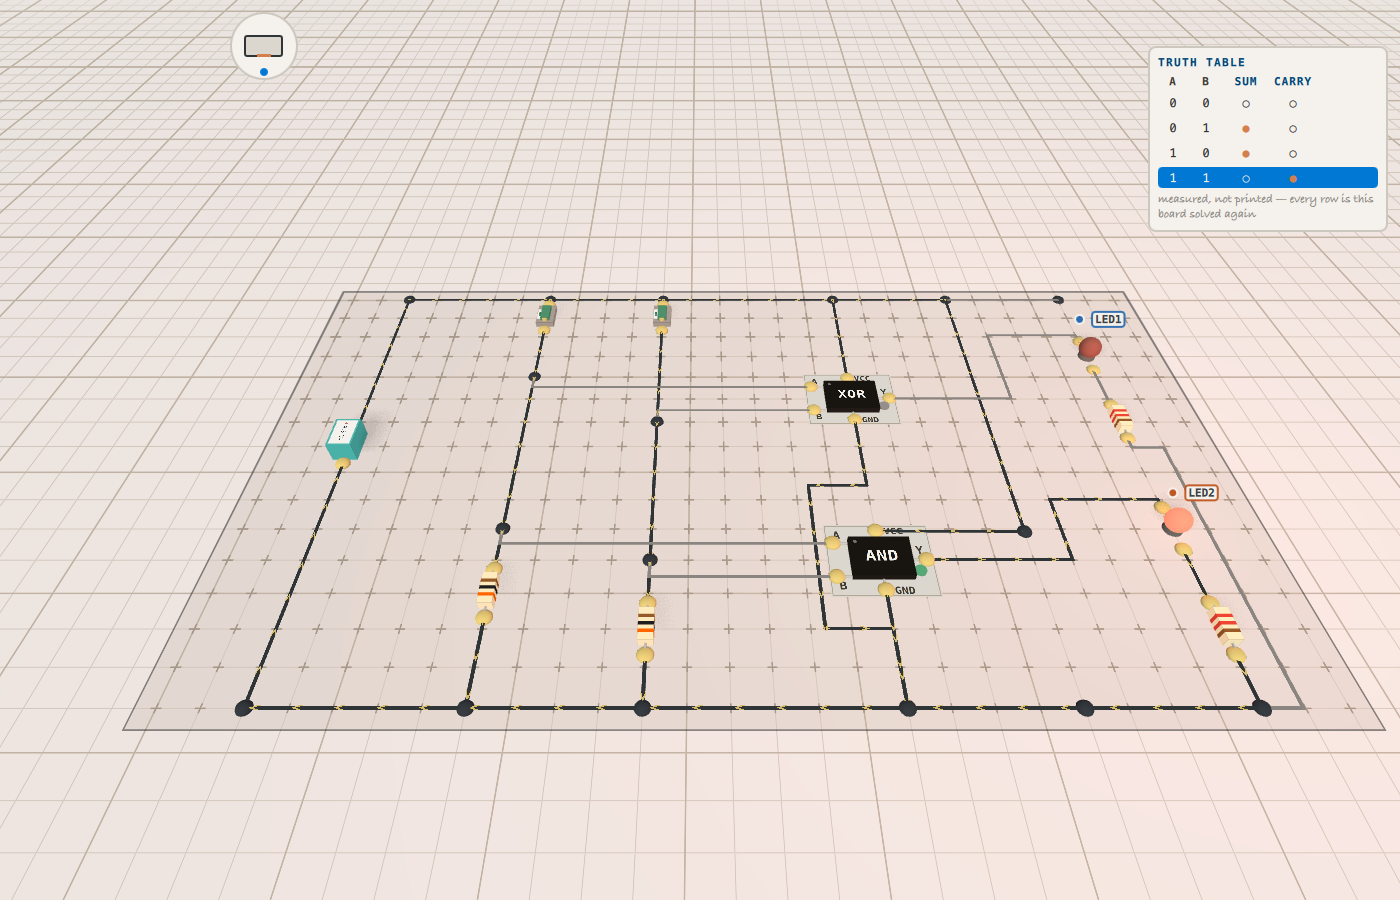 TRUTH TABLE
A B SUM CARRY
0 0
0 1
1 0
1 1
measured, not printed — every row is this
board solved again
LED1
A VCC
XOR Y
B GND
LED2
A VCC
AND Y
B GND